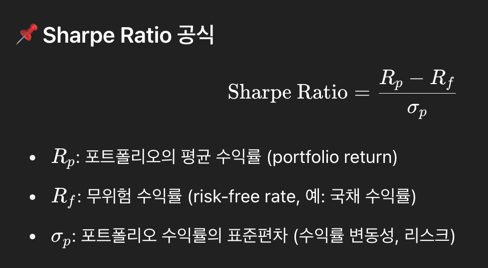 📌 Sharpe Ratio 공식
Sharpe Ratio = \frac{R_p - R_f}{\sigma_p}
• R_p: 포트폴리오의 평균 수익률 (portfolio return)
• R_f: 무위험 수익률 (risk-free rate, 예: 국채 수익률)
• σ_p: 포트폴리오 수익률의 표준편차 (수익률 변동성, 리스크)